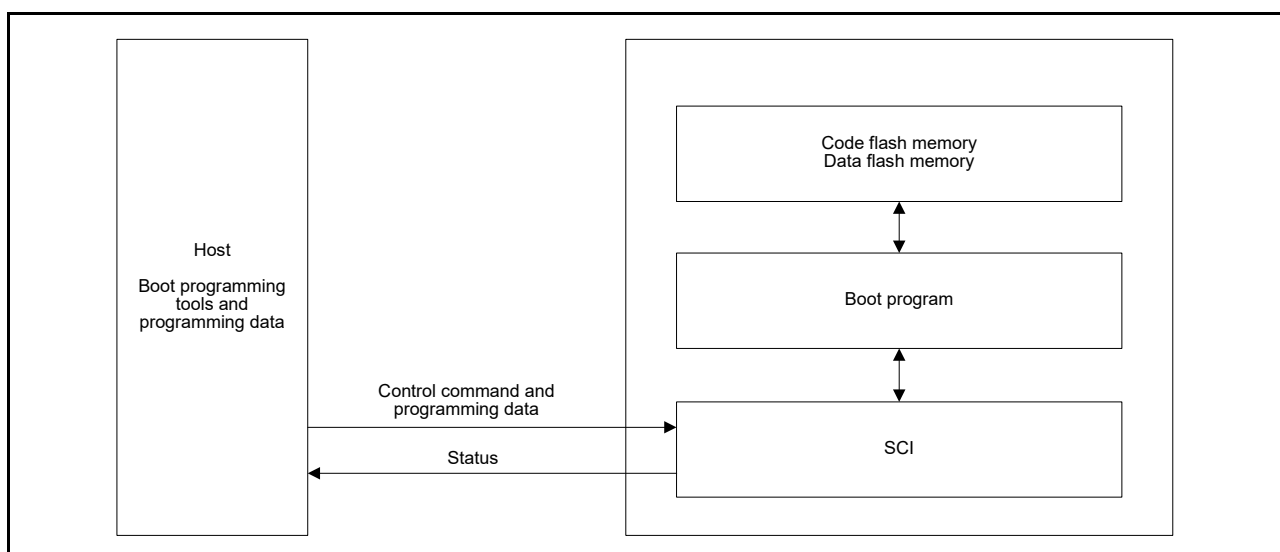 Host
Boot programming
tools and
programming data
Control command and
programming data
Status
Code flash memory
Data flash memory
Boot program
SCI